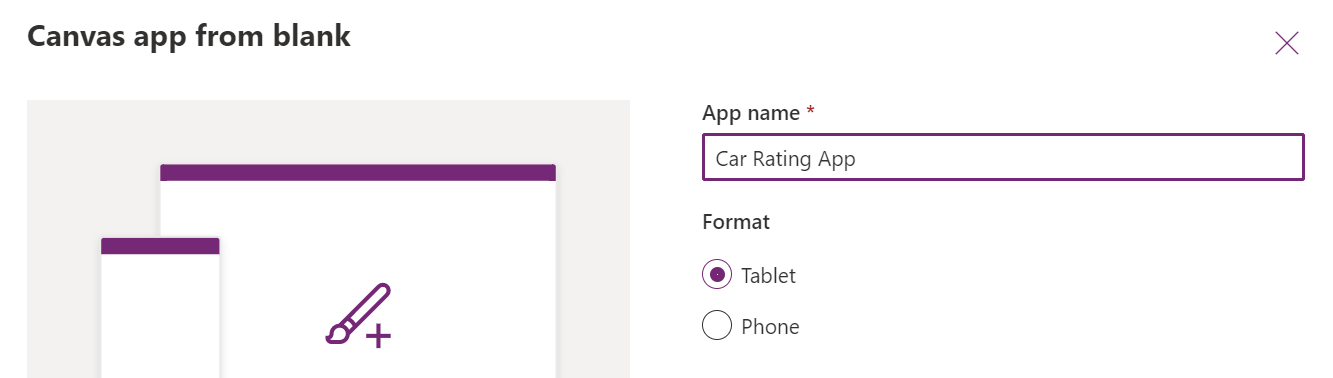 Canvas app from blank
App name *
Car Rating App
Format
Tablet
Phone